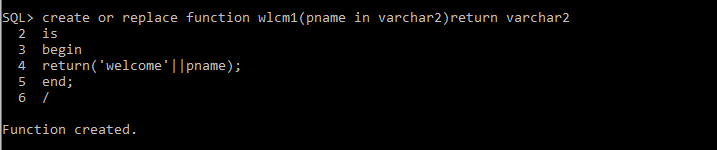 SQL> create or replace function wlcm1(pname in varchar2)return varchar2
  2  is
  3  begin
  4  return('welcome'||pname);
  5  end;
  6  /
Function created.